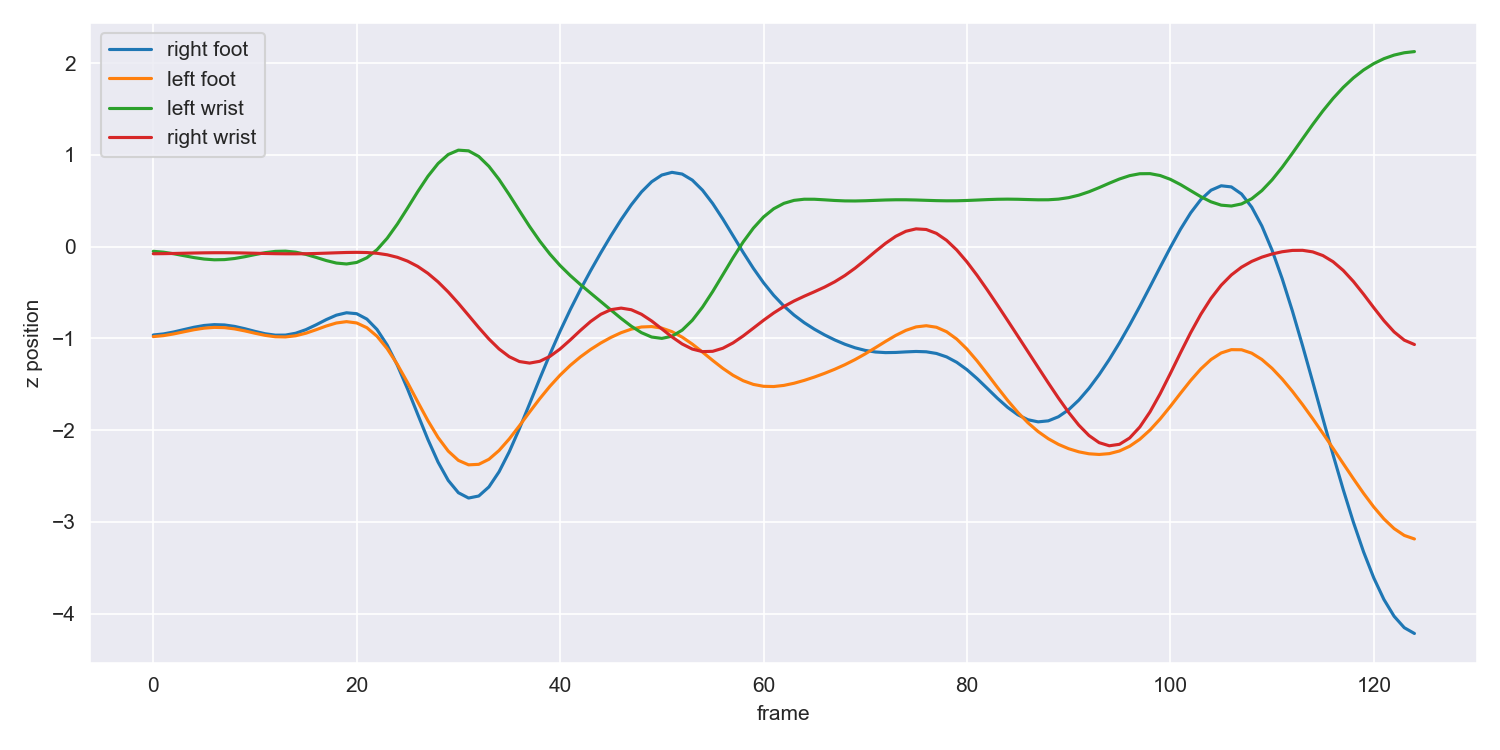 right foot
left foot
left wrist
right wrist
2
1
0
−1
−2
−3
−4
z position
0 20 40 60 80 100 120
frame